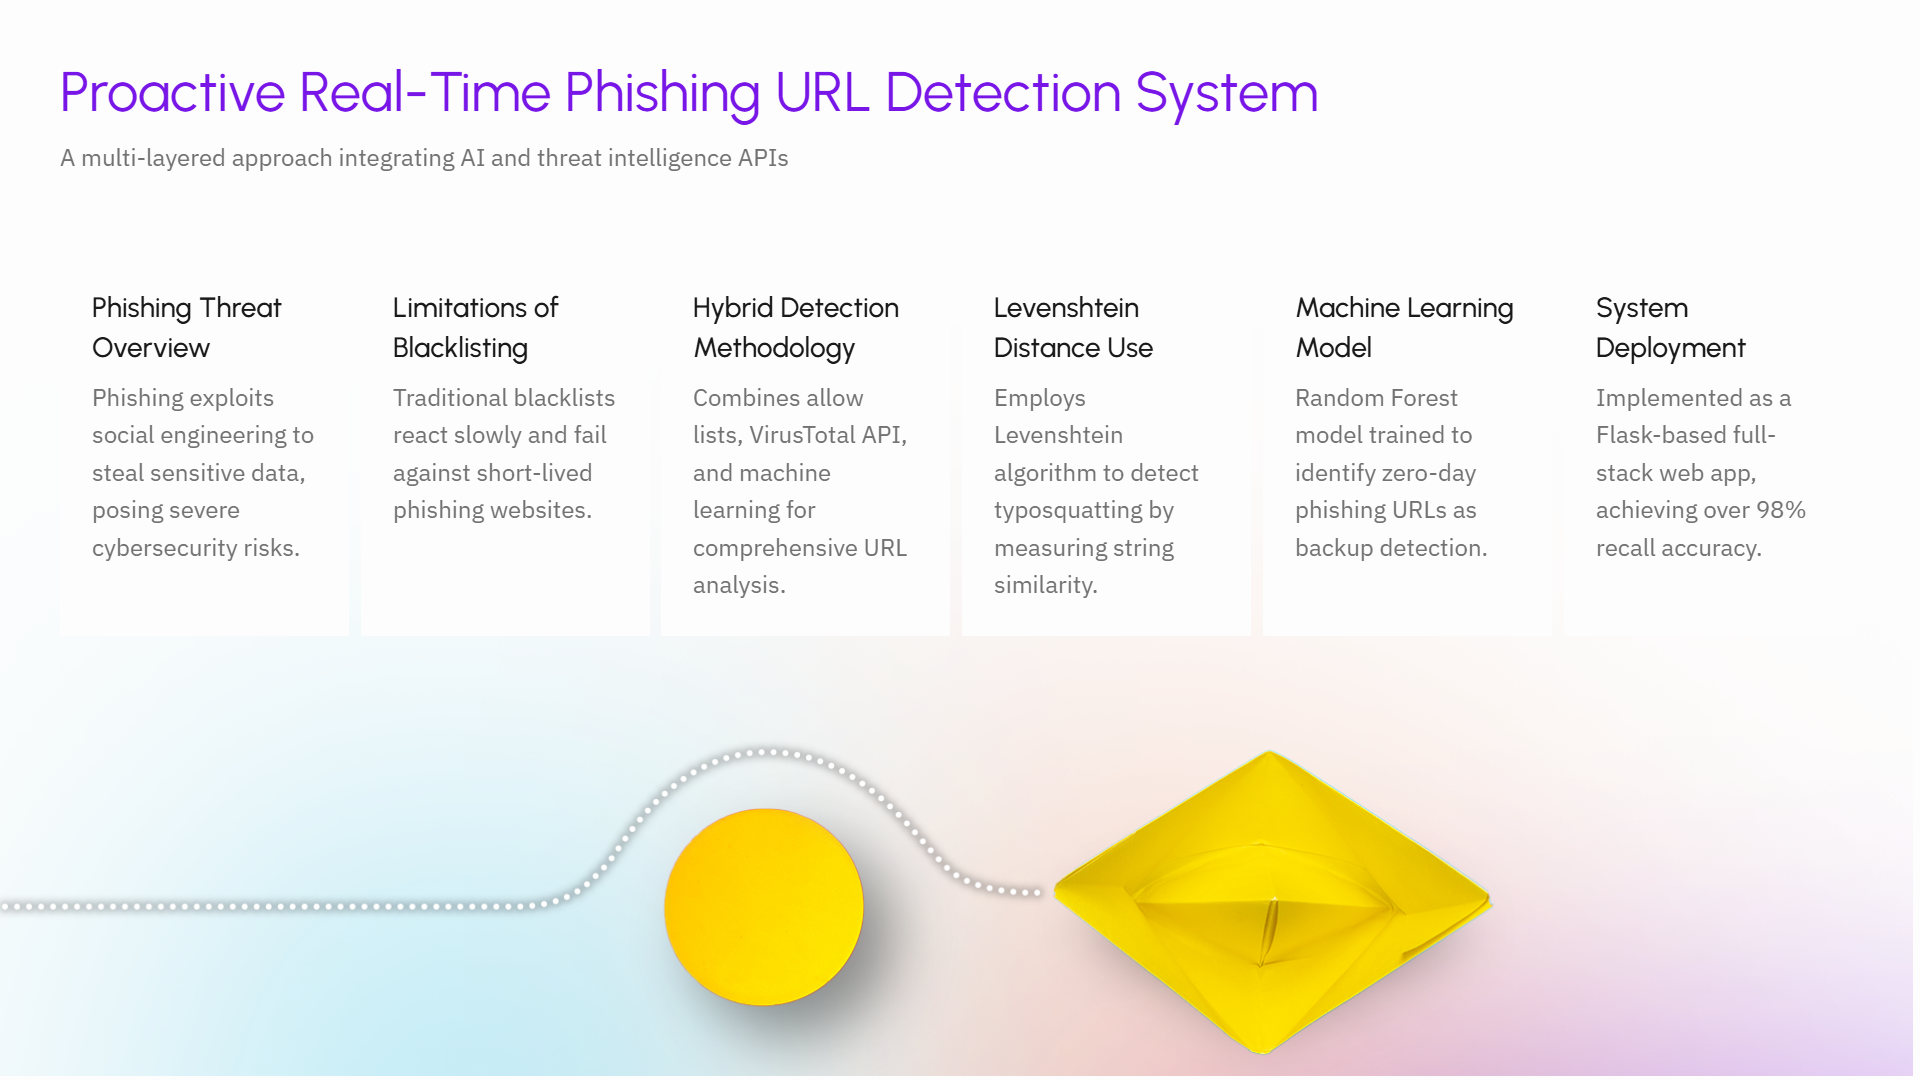 Proactive Real-Time Phishing URL Detection System
A multi-layered approach integrating AI and threat intelligence APIs
Phishing Threat
Overview
Phishing exploits
social engineering to
steal sensitive data,
posing severe
cybersecurity risks.
Limitations of
Blacklisting
Traditional blacklists
react slowly and fail
against short-lived
phishing websites.
Hybrid Detection
Methodology
Combines allow
lists, VirusTotal API,
and machine
learning for
comprehensive URL
analysis.
Levenshtein
Distance Use
Employs
Levenshtein
algorithm to detect
typosquatting by
measuring string
similarity.
Machine Learning
Model
Random Forest
model trained to
identify zero-day
phishing URLs as
backup detection.
System
Deployment
Implemented as a
Flask-based full-
stack web app,
achieving over 98%
recall accuracy.